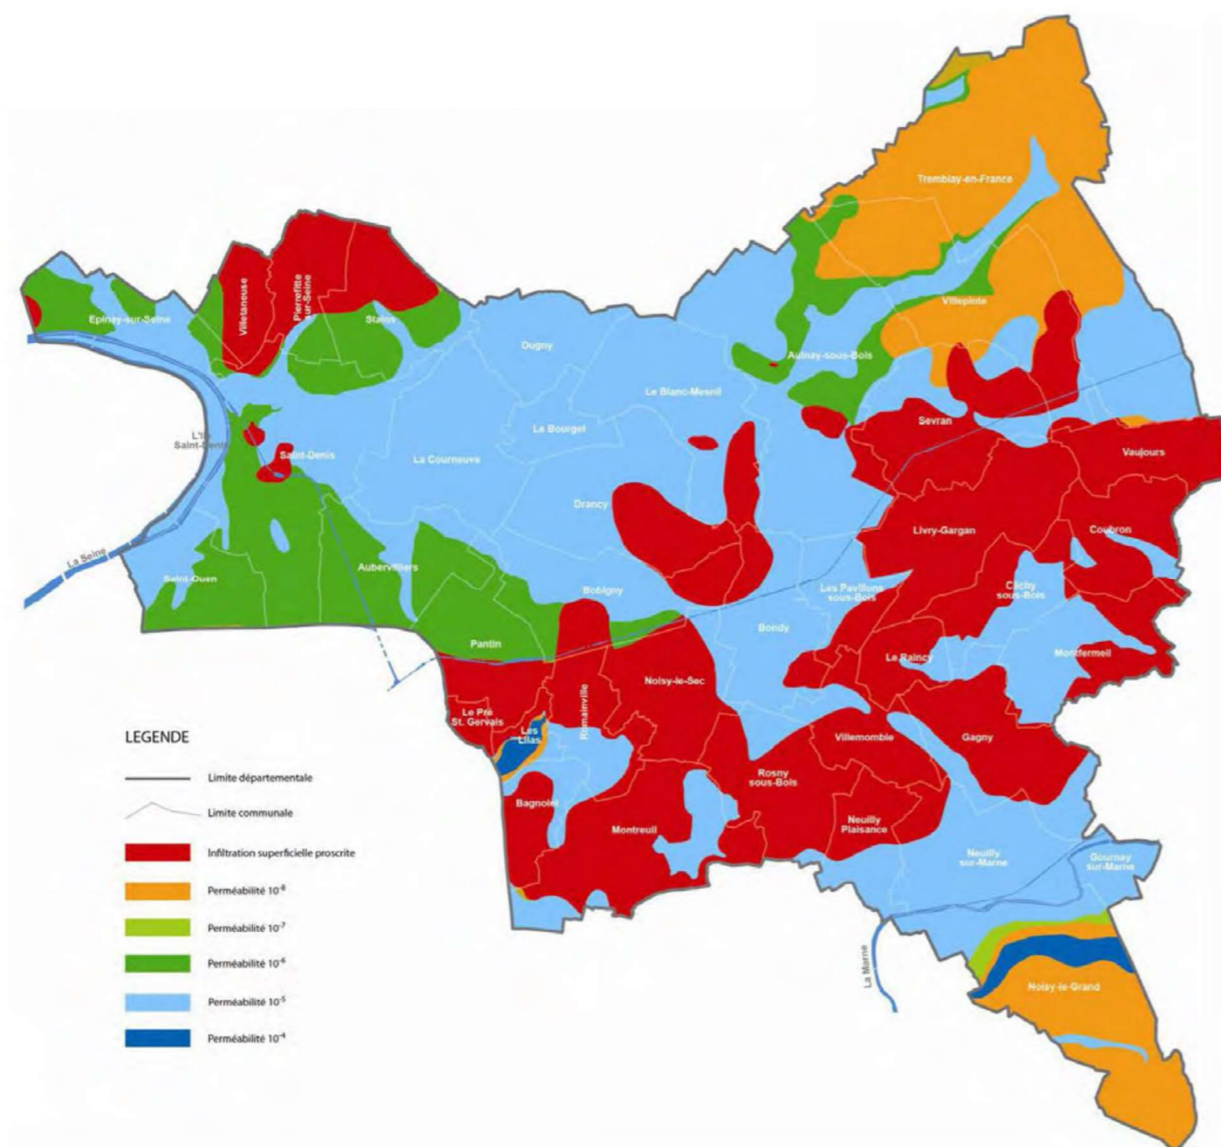 Tremblay-en-France
Villetaneuse
Pierrefitte
sur-Seine
Epinay-sur-Seine
Stains
Villepinte
Dugny
Aulnay-sous-Bois
Le Blanc-Mesnil
Le Bourget
Sevran
L'Ile
Saint-Denis
Saint-Denis
La Courneuve
Vaujours
Drancy
Livry-Gargan
Coubron
La Seine
Saint-Ouen
Aubervilliers
Bobigny
Les Pavillons
sous-Bois
Clichy
sous-Bois
Pantin
Bondy
Le Raincy
Montfermeil
Noisy-le-Sec
Romainville
Le Pré
St. Gervais
Les
Lilas
Villemomble
Gagny
Rosny
sous-Bois
Bagnolet
Montreuil
Neuilly
Plaisance
Neuilly
sur-Marne
Gournay
sur-Marne
La Marne
Noisy-le-Grand
LEGENDE
Limite départementale
Limite communale
Infiltration superficielle proscrite
Perméabilité 10⁻⁸
Perméabilité 10⁻⁷
Perméabilité 10⁻⁶
Perméabilité 10⁻⁵
Perméabilité 10⁻⁴